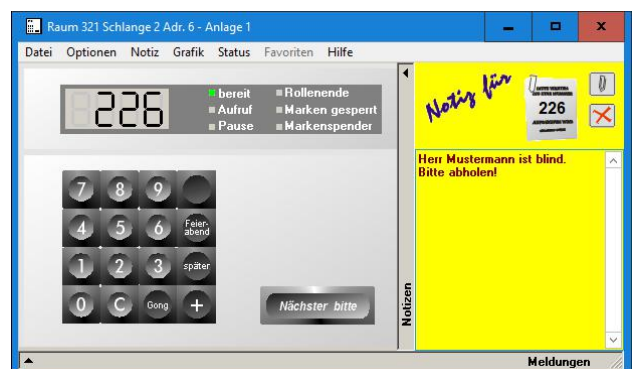 Raum 321 Schlange 2 Adr. 6 - Anlage 1
Datei Optionen Notiz Grafik Status Favoriten Hilfe
226
bereit Rollenende
Aufruf Marken gesperrt
Pause Markenspender
7 8 9
4 5 6 Feier-
abend
1 2 3 später
0 C Gong +
Nächster bitte
Notizen
Notiz für
226
Herr Mustermann ist blind.
Bitte abholen!
Meldungen